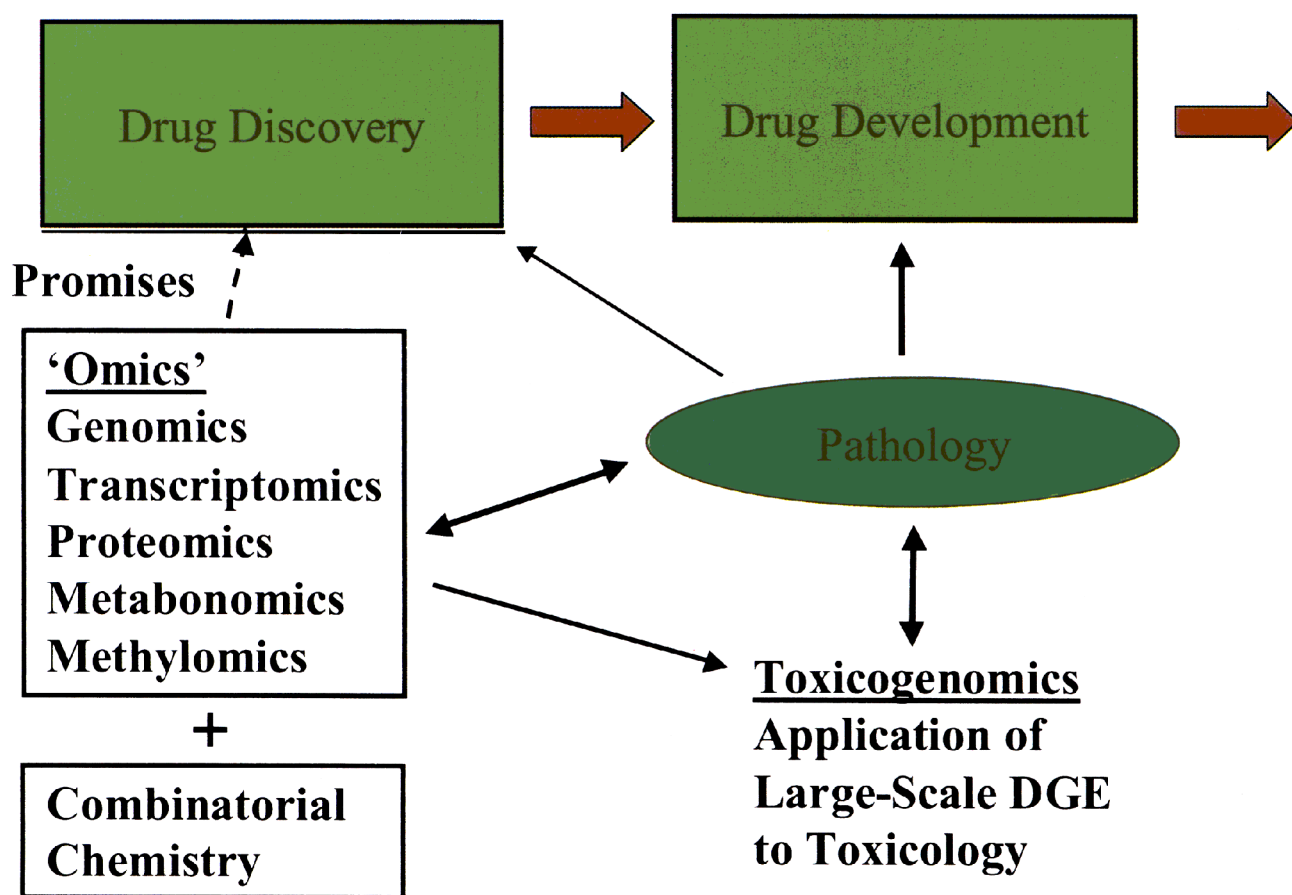 Drug Discovery
Drug Development
Promises
‘Omics’
Genomics
Transcriptomics
Proteomics
Metabonomics
Methylomics
+
Combinatorial
Chemistry
Pathology
Toxicogenomics
Application of
Large-Scale DGE
to Toxicology